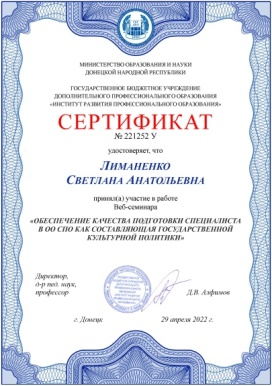 МИНИСТЕРСТВО ОБРАЗОВАНИЯ И НАУКИ
ДОНЕЦКОЙ НАРОДНОЙ РЕСПУБЛИКИ
ГОСУДАРСТВЕННОЕ БЮДЖЕТНОЕ УЧРЕЖДЕНИЕ
ДОПОЛНИТЕЛЬНОГО ПРОФЕССИОНАЛЬНОГО ОБРАЗОВАНИЯ
«ИНСТИТУТ РАЗВИТИЯ ПРОФЕССИОНАЛЬНОГО ОБРАЗОВАНИЯ»
СЕРТИФИКАТ
№ 221252 У
удостоверяет, что
ЛИМАНЕНКО
СВЕТЛАНА АНАТОЛЬЕВНА
принял(а) участие в работе
Веб-семинара
«ОБЕСПЕЧЕНИЕ КАЧЕСТВА ПОДГОТОВКИ СПЕЦИАЛИСТА
В ОО СПО КАК СОСТАВЛЯЮЩАЯ ГОСУДАРСТВЕННОЙ
КУЛЬТУРНОЙ ПОЛИТИКИ»
Директор,
д-р пед. наук,
профессор
Д.В. Алфимов
г. Донецк
29 апреля 2022 г.